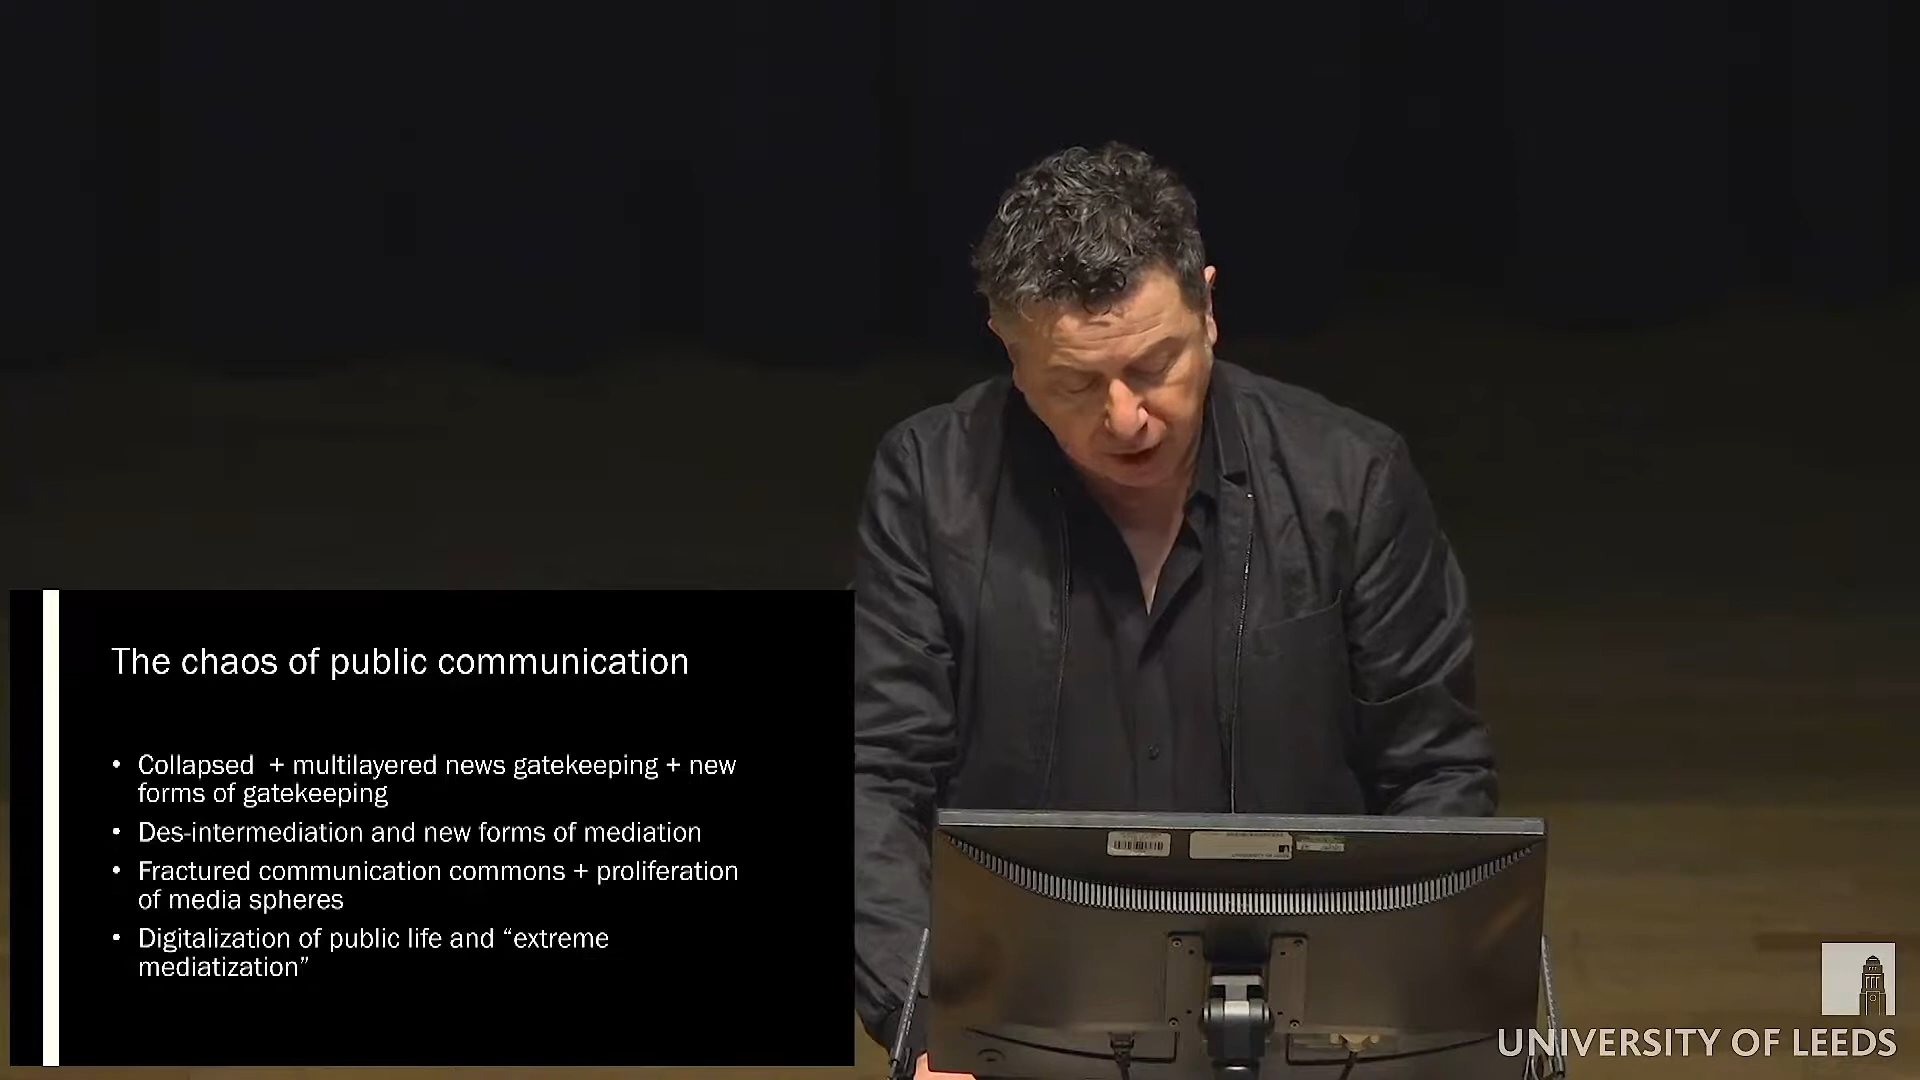 The chaos of public communication
• Collapsed + multilayered news gatekeeping + new
forms of gatekeeping
• Des-intermediation and new forms of mediation
• Fractured communication commons + proliferation
of media spheres
• Digitalization of public life and “extreme
mediatization”
UNIVERSITY OF LEEDS